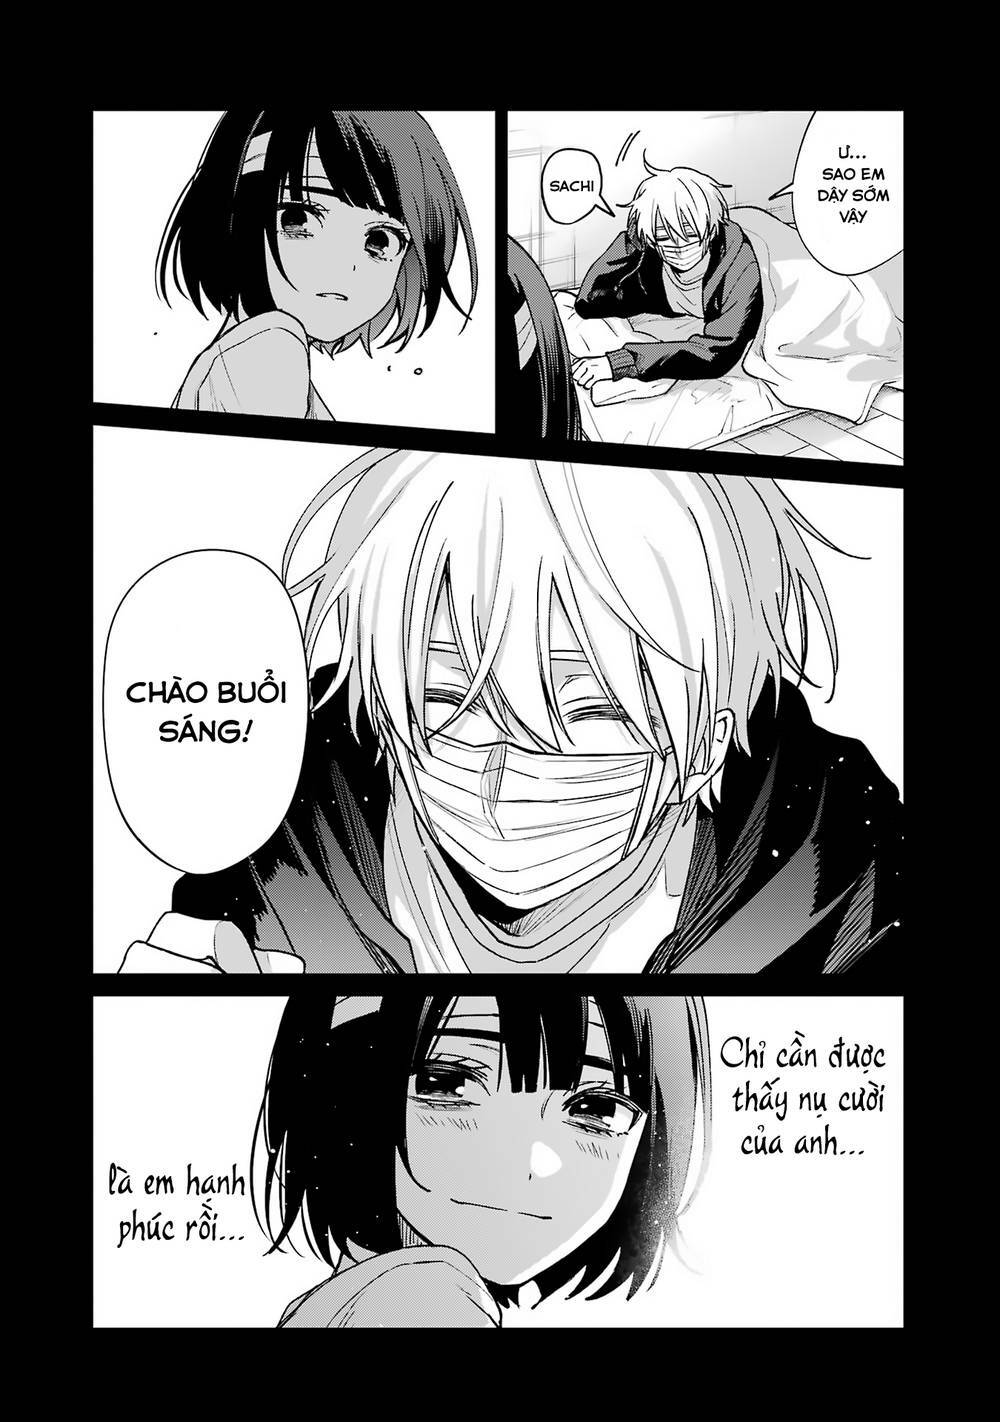 Ư...
SAO EM
DẬY SỚM
VẬY
SACHI
CHÀO BUỔI
SÁNG!
Chỉ cần được
thấy nụ cười
của anh...
là em hạnh
phúc rồi...